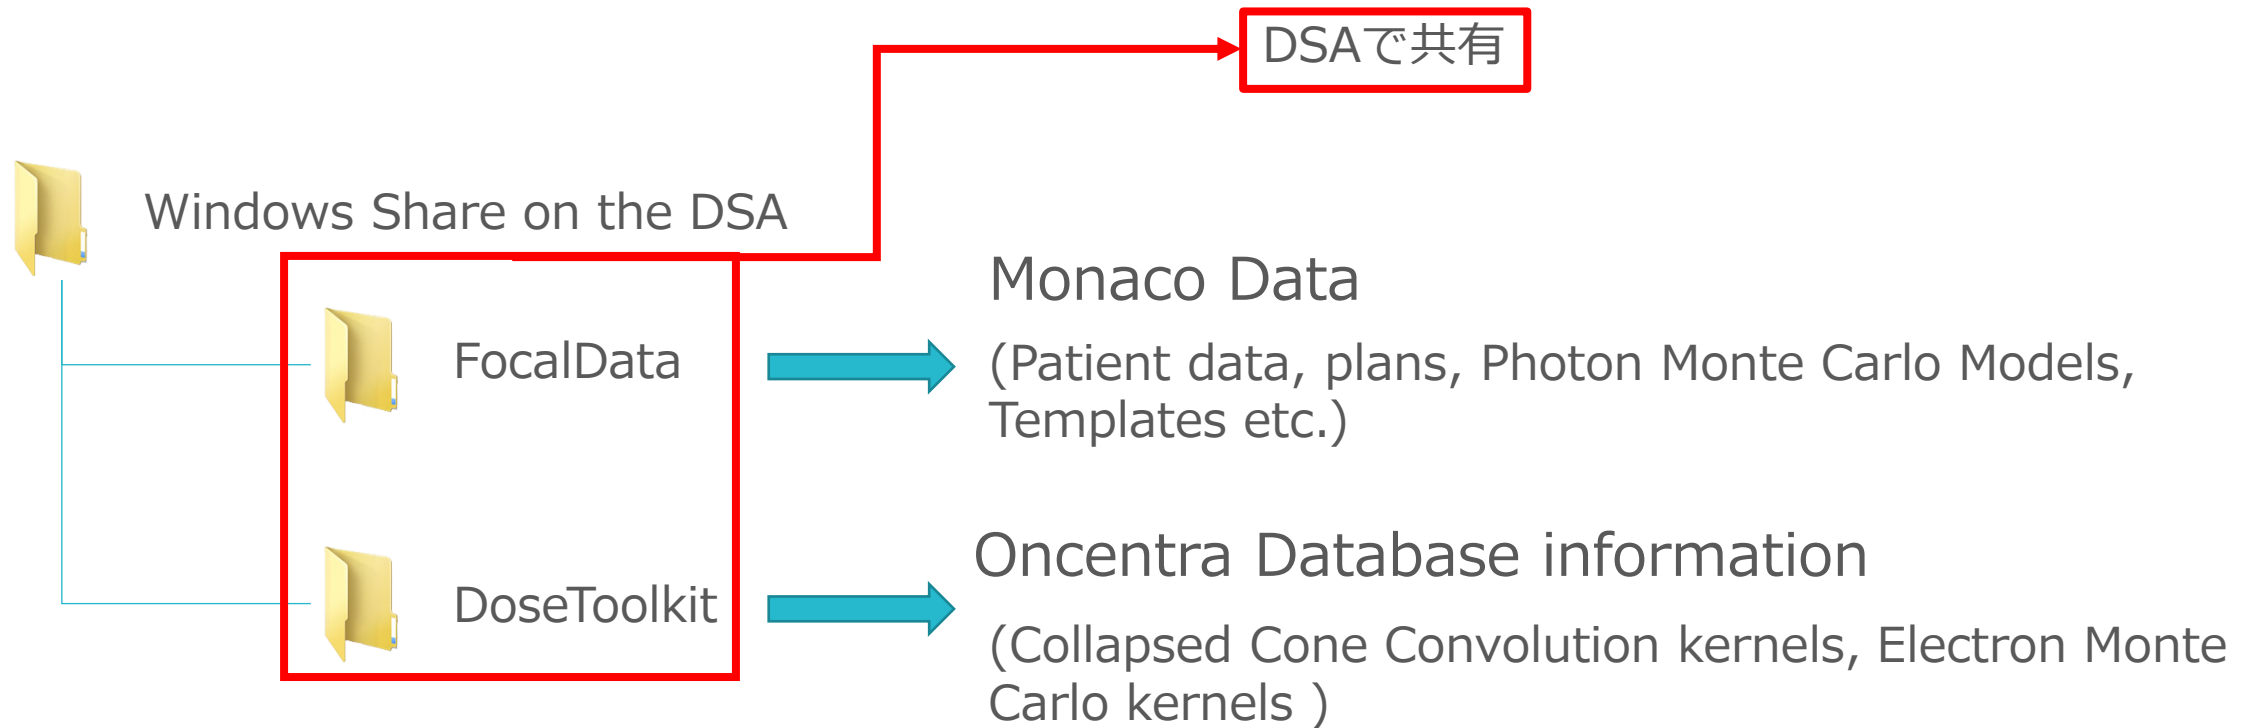 DSAで共有
Windows Share on the DSA
Monaco Data
FocalData
(Patient data, plans, Photon Monte Carlo Models,
Templates etc.)
Oncentra Database information
DoseToolkit
(Collapsed Cone Convolution kernels, Electron Monte
Carlo kernels )